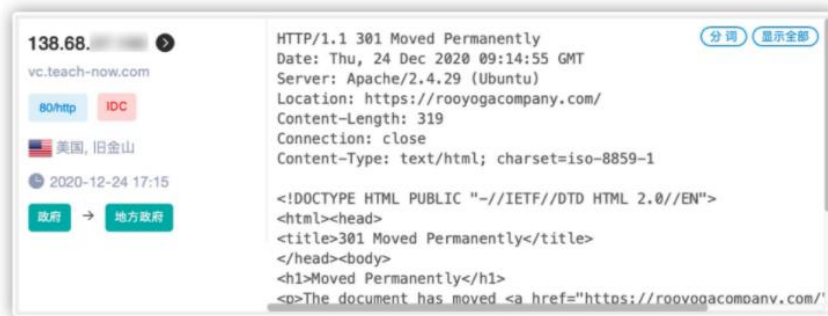 138.68.
vc.teach-now.com
80/http IDC
美国, 旧金山
2020-12-24 17:15
政府 → 地方政府
分 词 显示全部
HTTP/1.1 301 Moved Permanently
Date: Thu, 24 Dec 2020 09:14:55 GMT
Server: Apache/2.4.29 (Ubuntu)
Location: https://rooyogacompany.com/
Content-Length: 319
Connection: close
Content-Type: text/html; charset=iso-8859-1
<!DOCTYPE HTML PUBLIC "-//IETF//DTD HTML 2.0//EN">
<html><head>
<title>301 Moved Permanently</title>
</head><body>
<h1>Moved Permanently</h1>
<p>The document has moved <a href="https://rooyogacompany.com/"